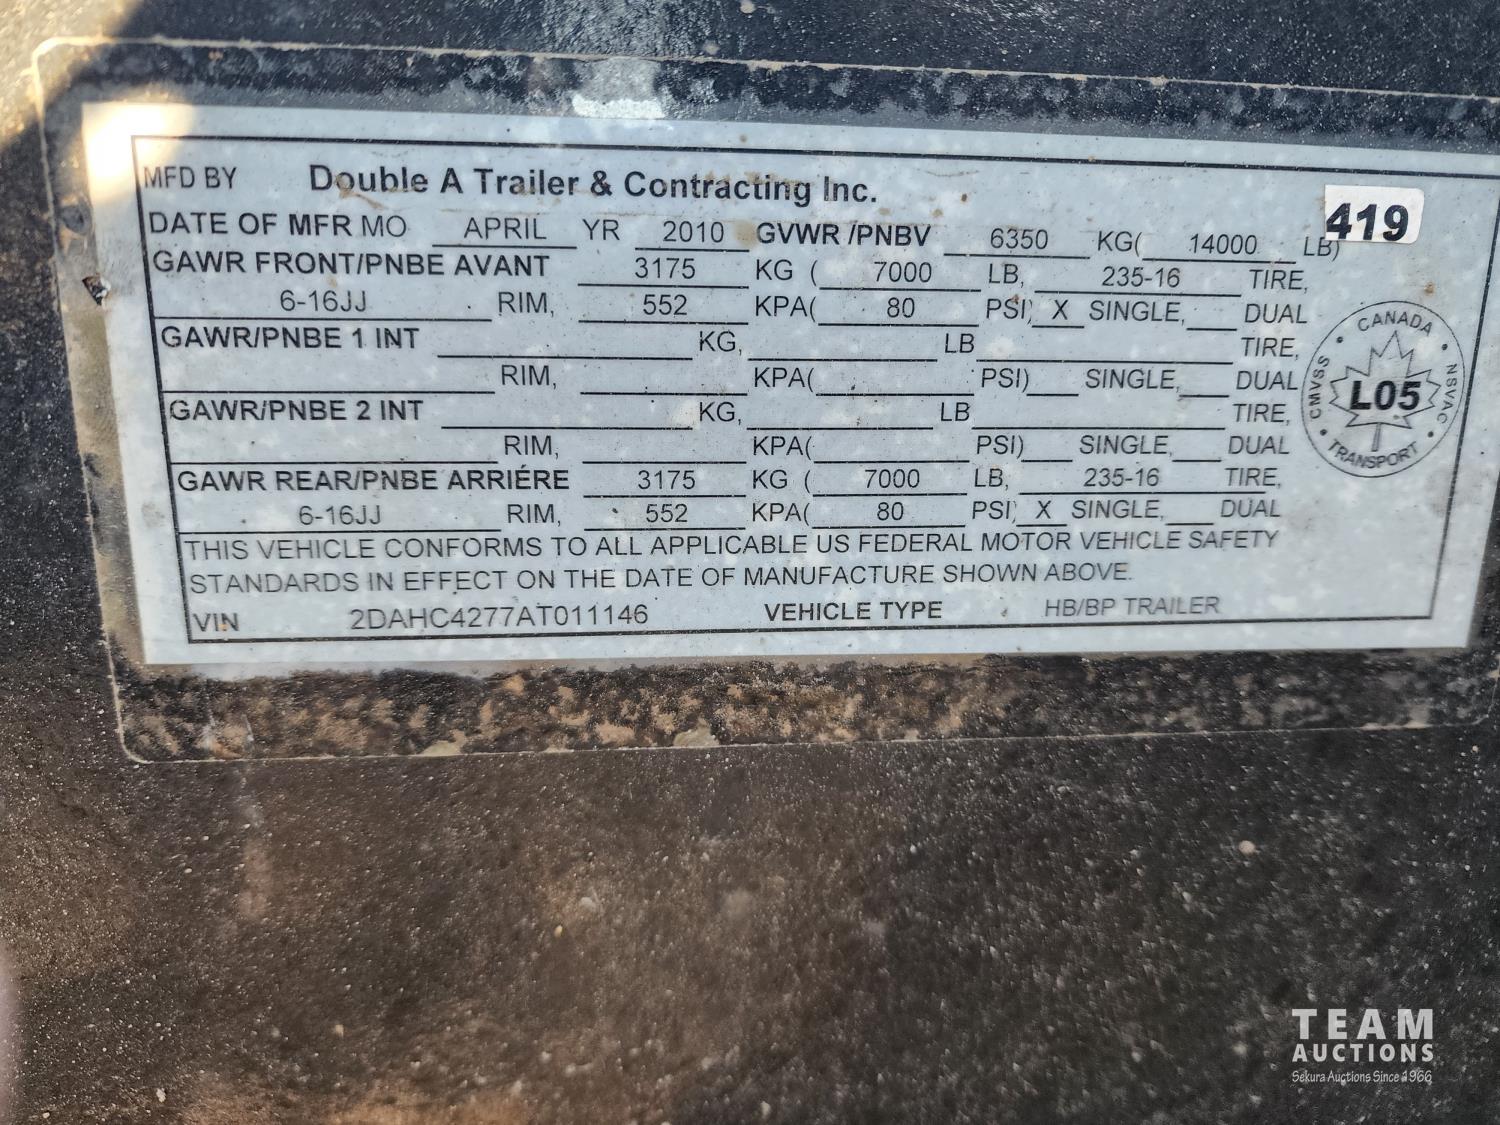 MFD BY Double A Trailer & Contracting Inc.
419
DATE OF MFR MO APRIL YR 2010 GVWR /PNBV 6350 KG( 14000 LB)
GAWR FRONT/PNBE AVANT 3175 KG ( 7000 LB, 235-16 TIRE,
6-16JJ RIM, 552 KPA( 80 PSI) X SINGLE, DUAL
GAWR/PNBE 1 INT KG, LB TIRE,
RIM, KPA( PSI) SINGLE, DUAL
GAWR/PNBE 2 INT KG, LB TIRE,
RIM, KPA( PSI) SINGLE, DUAL
GAWR REAR/PNBE ARRIÉRE 3175 KG ( 7000 LB, 235-16 TIRE,
6-16JJ RIM, 552 KPA( 80 PSI) X SINGLE, DUAL
THIS VEHICLE CONFORMS TO ALL APPLICABLE US FEDERAL MOTOR VEHICLE SAFETY
STANDARDS IN EFFECT ON THE DATE OF MANUFACTURE SHOWN ABOVE.
VIN 2DAHC4277AT011146 VEHICLE TYPE HB/BP TRAILER
CANADA
CMVSS L05 NSVAC
TRANSPORT
TEAM
AUCTIONS
Sekura Auctions Since 1966